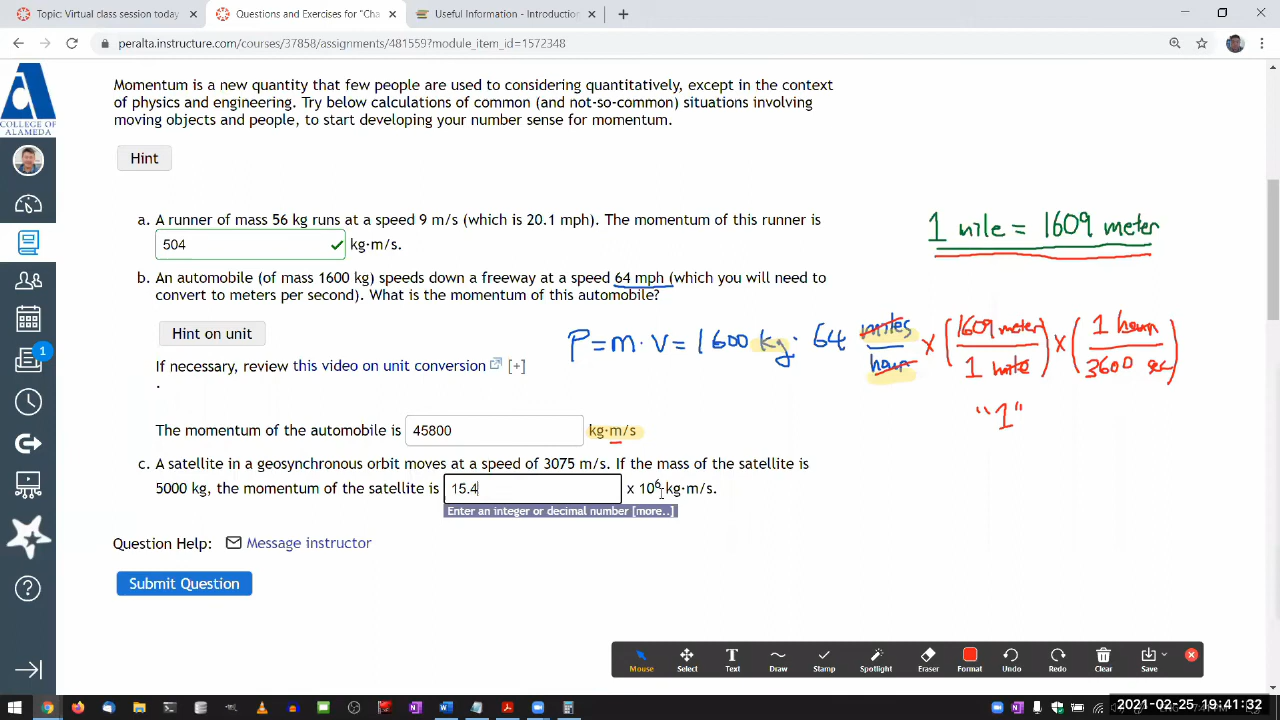 Topic: Virtual class session today
Questions and Exercises for "Cha
Useful Information - Introduction
peralta.instructure.com/courses/37858/assignments/481559?module_item_id=1572348
COLLEGE OF
ALAMEDA
Momentum is a new quantity that few people are used to considering quantitatively, except in the context
of physics and engineering. Try below calculations of common (and not-so-common) situations involving
moving objects and people, to start developing your number sense for momentum.
Hint
a. A runner of mass 56 kg runs at a speed 9 m/s (which is 20.1 mph). The momentum of this runner is
504 kg·m/s.
1 mile = 1609 meter
b. An automobile (of mass 1600 kg) speeds down a freeway at a speed 64 mph (which you will need to
convert to meters per second). What is the momentum of this automobile?
Hint on unit
P = m · v = 1600 kg · 64 miles/hour × (1609 meter/1 mile) × (1 hour/3600 sec)
"1"
If necessary, review this video on unit conversion [+]
.
The momentum of the automobile is 45800 kg·m/s
c. A satellite in a geosynchronous orbit moves at a speed of 3075 m/s. If the mass of the satellite is
5000 kg, the momentum of the satellite is 15.4 x 10⁶ kg·m/s.
Enter an integer or decimal number [more..]
Question Help: Message instructor
Submit Question
1
Mouse Select Text Draw Stamp Spotlight Eraser Format Undo Redo Clear Save
2021-02-25 19:41:32